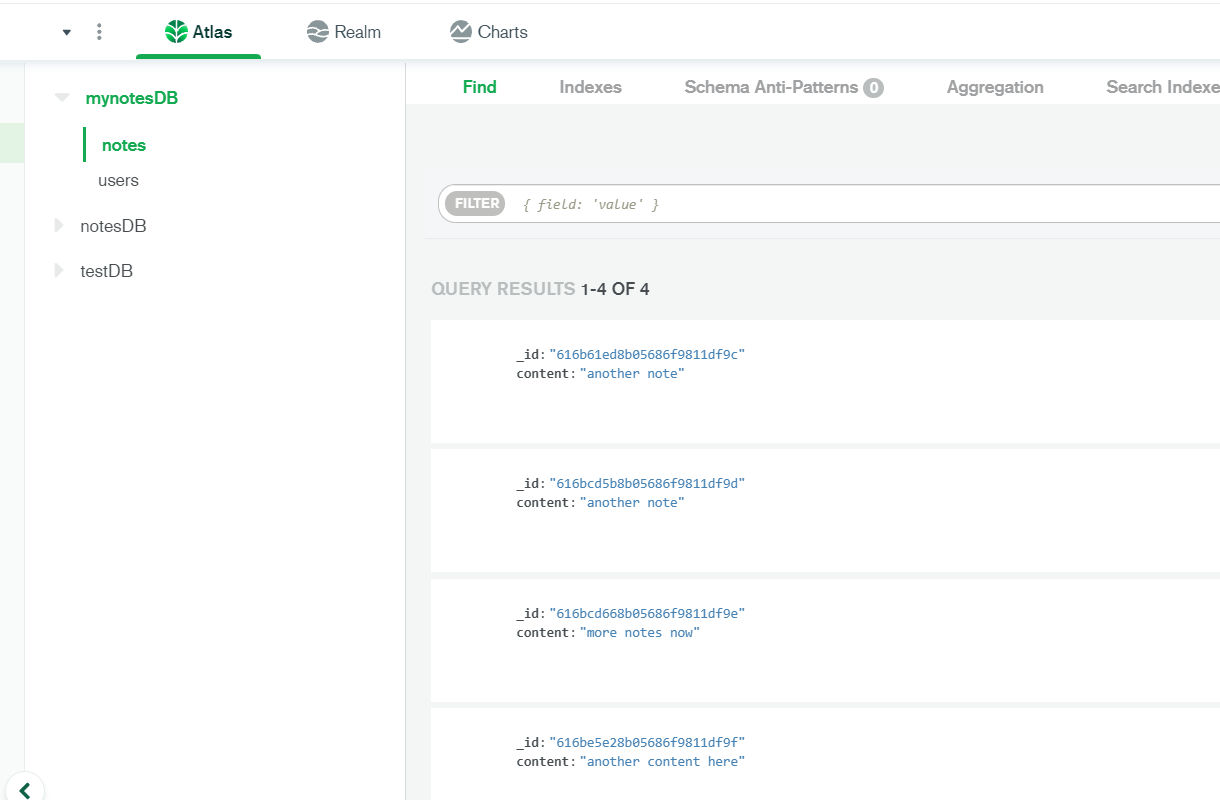 Atlas
Realm
Charts
mynotesDB
notes
users
notesDB
testDB
Find
Indexes
Schema Anti-Patterns 0
Aggregation
Search Indexe
FILTER { field: 'value' }
QUERY RESULTS 1-4 OF 4
_id: "616b61ed8b05686f9811df9c"
content: "another note"
_id: "616bcd5b8b05686f9811df9d"
content: "another note"
_id: "616bcd668b05686f9811df9e"
content: "more notes now"
_id: "616be5e28b05686f9811df9f"
content: "another content here"